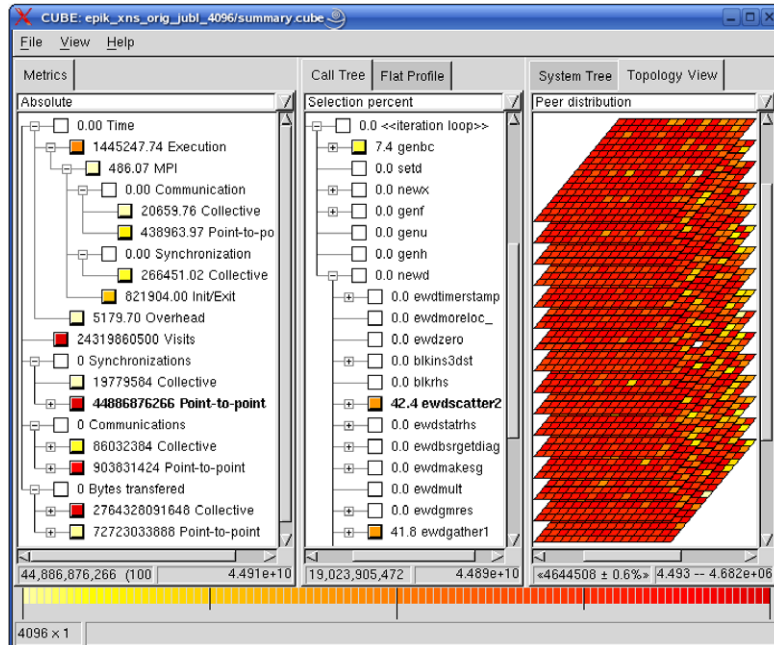 CUBE: epik_xns_orig_jubl_4096/summary.cube
File View Help
Metrics
Absolute
0.00 Time
1445247.74 Execution
486.07 MPI
0.00 Communication
20659.76 Collective
438963.97 Point-to-po
0.00 Synchronization
266451.02 Collective
821904.00 Init/Exit
5179.70 Overhead
24319860500 Visits
0 Synchronizations
19779584 Collective
44886876266 Point-to-point
0 Communications
86032384 Collective
903831424 Point-to-point
0 Bytes transfered
2764328091648 Collective
72723033888 Point-to-point
44,886,876,266 (100 4.491e+10
Call Tree Flat Profile
Selection percent
0.0 <<iteration loop>>
7.4 genbc
0.0 setd
0.0 newx
0.0 genf
0.0 genu
0.0 genh
0.0 newd
0.0 ewdtimerstamp
0.0 ewdmoreloc_
0.0 ewdzero
0.0 blkins3dst
0.0 blkrhs
42.4 ewdscatter2
0.0 ewdstatrhs
0.0 ewdbsrgetdiag
0.0 ewdmakesg
0.0 ewdmult
0.0 ewdgmres
41.8 ewdgather1
19,023,905,472 4.489e+10
System Tree Topology View
Peer distribution
«4644508 ± 0.6%» 4.493 -- 4.682e+06
4096 x 1